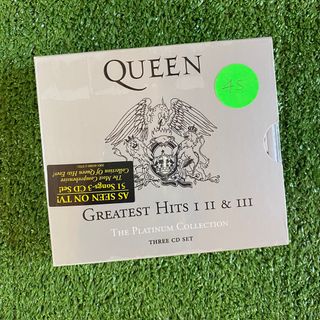 QUEEN
45
GREATEST HITS I II & III
THE PLATINUM COLLECTION
THREE CD SET
AS SEEN ON TV!
51 Songs-3 CD Set!
The Most Comprehensive
Collection Of Queen Hits Ever!